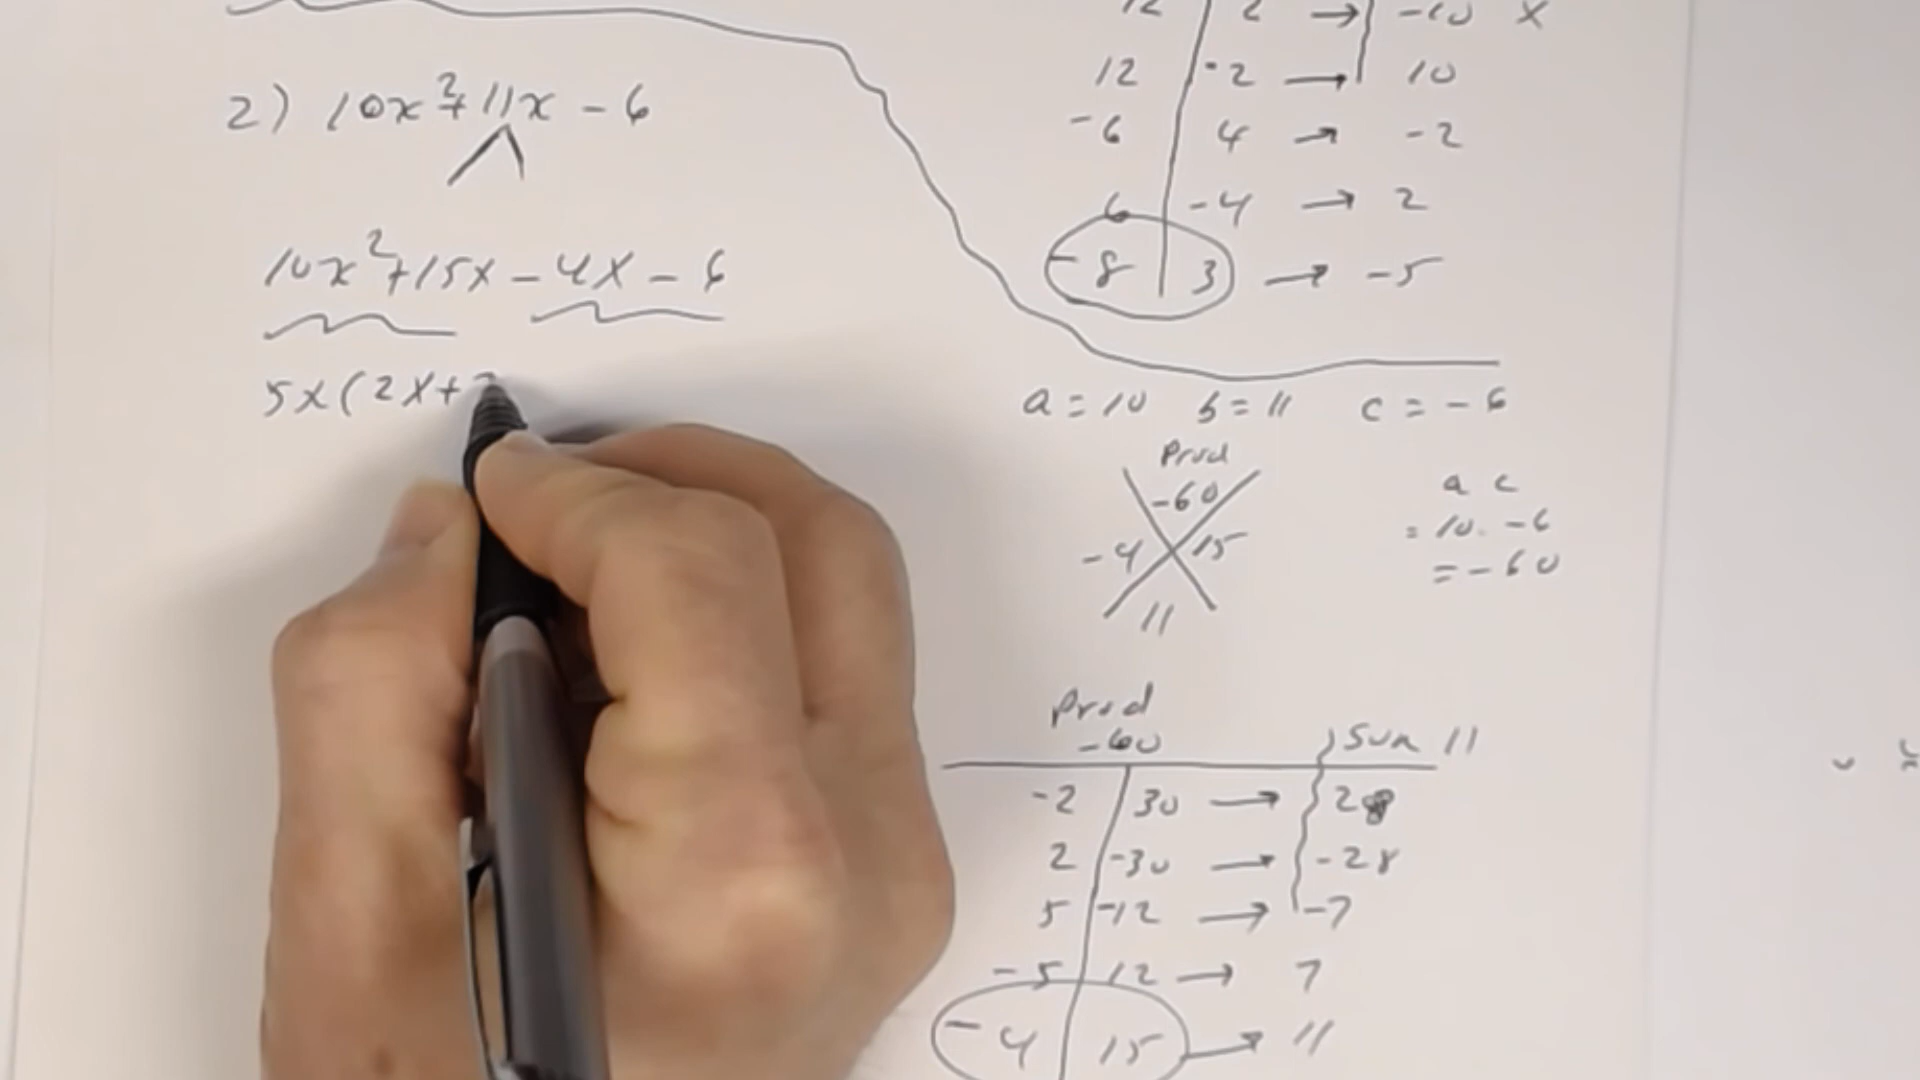 2) 10x²+11x - 6
10x²+15x - 4x - 6
5x(2x+
12 2 → -10 x
12 -2 → 10
-6 4 → -2
6 -4 → 2
-8 3 → -5
a = 10 b = 11 c = -6
Prod
-60
-4 15
11
a c
= 10. -6
= -60
Prod
-60 Sum 11
-2 30 → 28
2 -30 → -28
5 -12 → -7
-5 12 → 7
-4 15 → 11